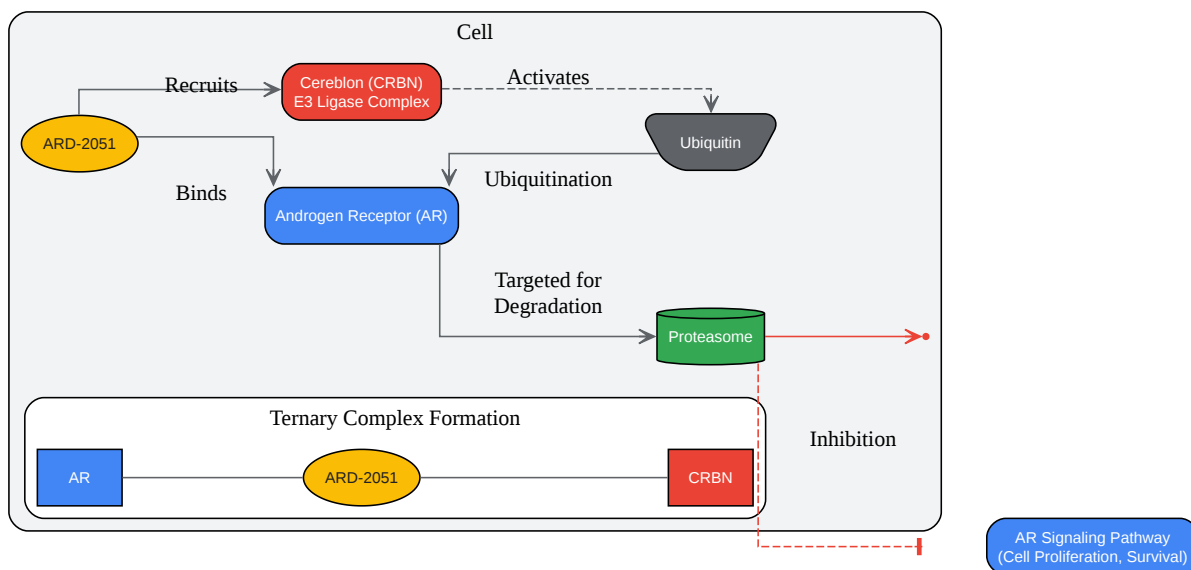 Cell
Recruits
Cereblon (CRBN)
E3 Ligase Complex
Activates
ARD-2051
Ubiquitin
Binds
Ubiquitination
Androgen Receptor (AR)
Targeted for
Degradation
Proteasome
Ternary Complex Formation
Inhibition
AR
ARD-2051
CRBN
AR Signaling Pathway
(Cell Proliferation, Survival)